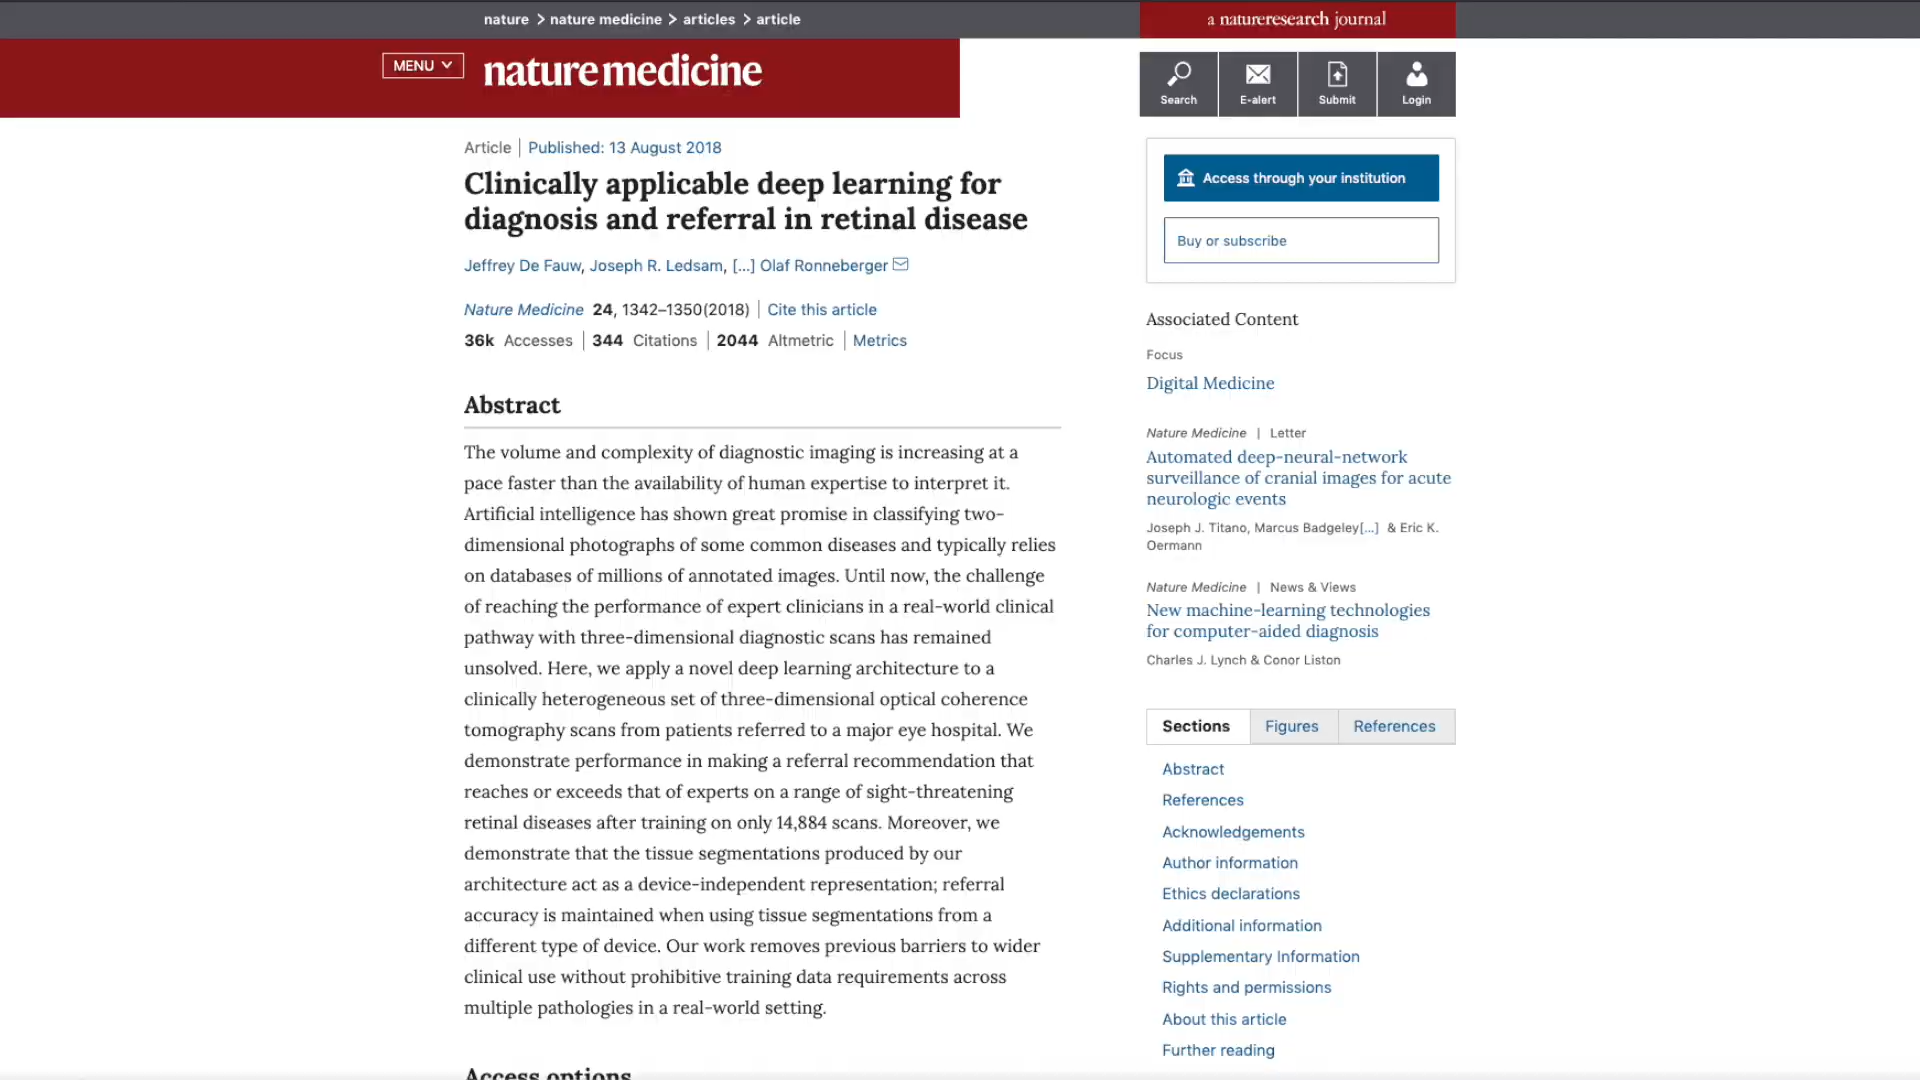 nature > nature medicine > articles > article
a natureresearch journal
MENU
nature medicine
Search
E-alert
Submit
Login
Article | Published: 13 August 2018
Clinically applicable deep learning for
diagnosis and referral in retinal disease
Jeffrey De Fauw, Joseph R. Ledsam, [...] Olaf Ronneberger
Nature Medicine 24, 1342–1350(2018) | Cite this article
36k Accesses | 344 Citations | 2044 Altmetric | Metrics
Abstract
The volume and complexity of diagnostic imaging is increasing at a
pace faster than the availability of human expertise to interpret it.
Artificial intelligence has shown great promise in classifying two-
dimensional photographs of some common diseases and typically relies
on databases of millions of annotated images. Until now, the challenge
of reaching the performance of expert clinicians in a real-world clinical
pathway with three-dimensional diagnostic scans has remained
unsolved. Here, we apply a novel deep learning architecture to a
clinically heterogeneous set of three-dimensional optical coherence
tomography scans from patients referred to a major eye hospital. We
demonstrate performance in making a referral recommendation that
reaches or exceeds that of experts on a range of sight-threatening
retinal diseases after training on only 14,884 scans. Moreover, we
demonstrate that the tissue segmentations produced by our
architecture act as a device-independent representation; referral
accuracy is maintained when using tissue segmentations from a
different type of device. Our work removes previous barriers to wider
clinical use without prohibitive training data requirements across
multiple pathologies in a real-world setting.
Access options
Access through your institution
Buy or subscribe
Associated Content
Focus
Digital Medicine
Nature Medicine | Letter
Automated deep-neural-network
surveillance of cranial images for acute
neurologic events
Joseph J. Titano, Marcus Badgeley[...] & Eric K.
Oermann
Nature Medicine | News & Views
New machine-learning technologies
for computer-aided diagnosis
Charles J. Lynch & Conor Liston
Sections
Figures
References
Abstract
References
Acknowledgements
Author information
Ethics declarations
Additional information
Supplementary Information
Rights and permissions
About this article
Further reading